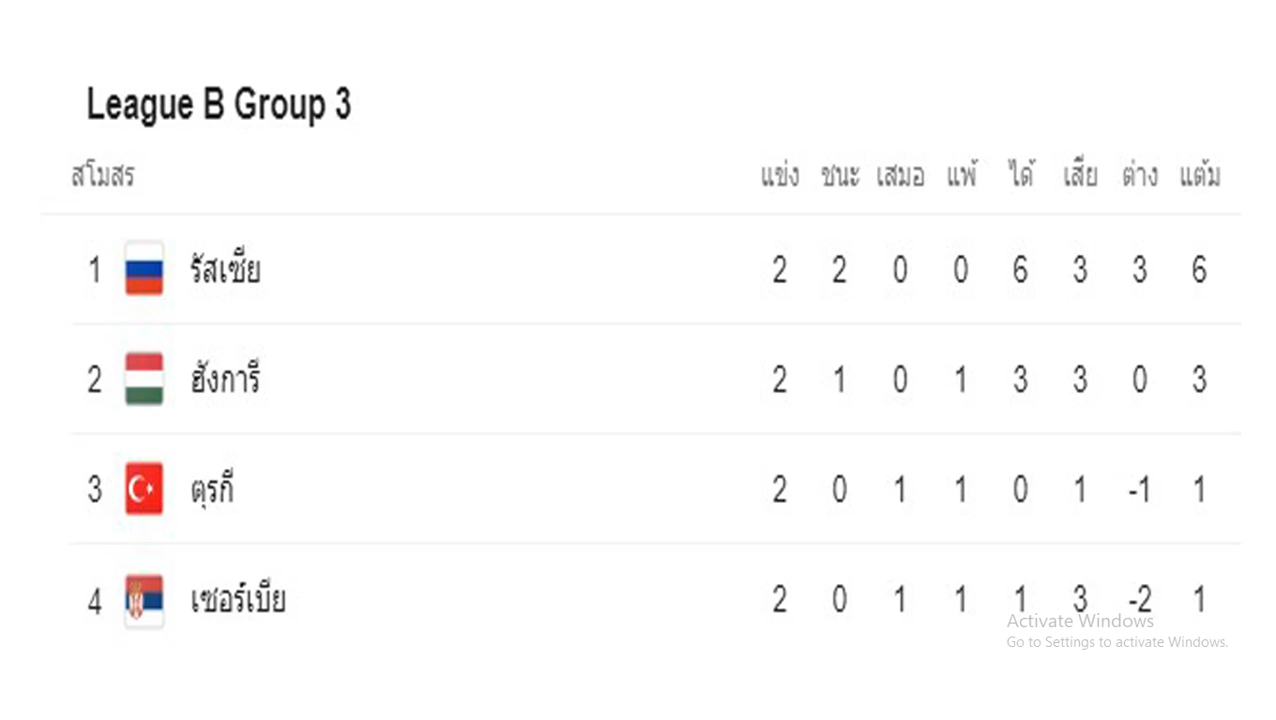 League B Group 3
สโมสร แข่ง ชนะ เสมอ แพ้ ได้ เสีย ต่าง แต้ม
1 รัสเซีย 2 2 0 0 6 3 3 6
2 ฮังการี 2 1 0 1 3 3 0 3
3 ตุรกี 2 0 1 1 0 1 -1 1
4 เซอร์เบีย 2 0 1 1 1 3 -2 1
Activate Windows
Go to Settings to activate Windows.